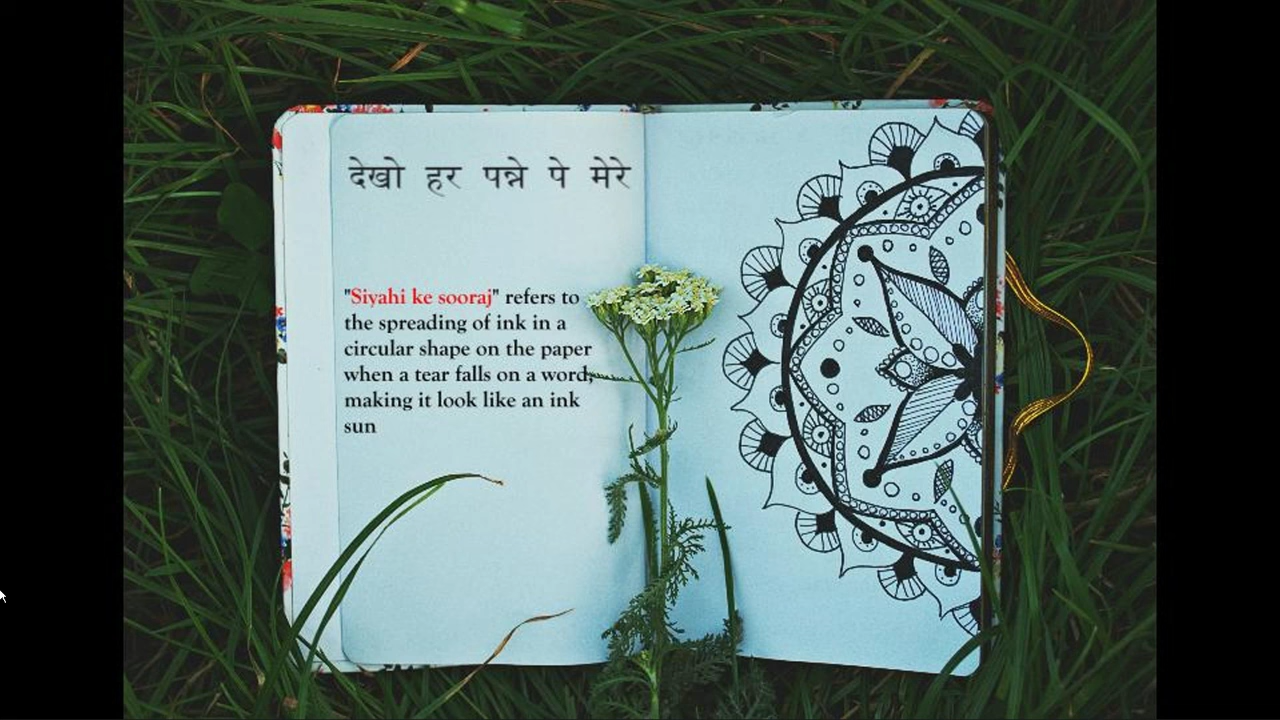 देखो हर पन्ने पे मेरे
"Siyahi ke sooraj" refers to
the spreading of ink in a
circular shape on the paper
when a tear falls on a word,
making it look like an ink
sun